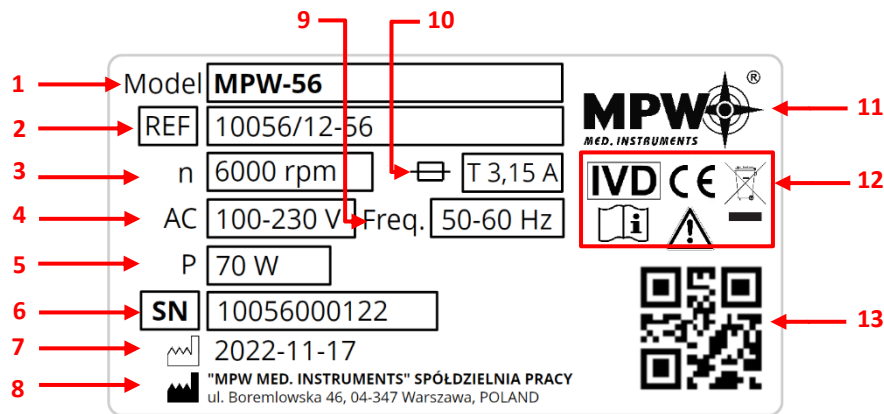 9 10
1 Model MPW-56
2 REF 10056/12-56
3 n 6000 rpm T 3,15 A
4 AC 100-230 V Freq. 50-60 Hz
5 P 70 W
6 SN 10056000122
7 2022-11-17
8 "MPW MED. INSTRUMENTS" SPÓŁDZIELNIA PRACY
ul. Boremlowska 46, 04-347 Warszawa, POLAND
MPW ® 11
MED. INSTRUMENTS
IVD CE 12
i !
13